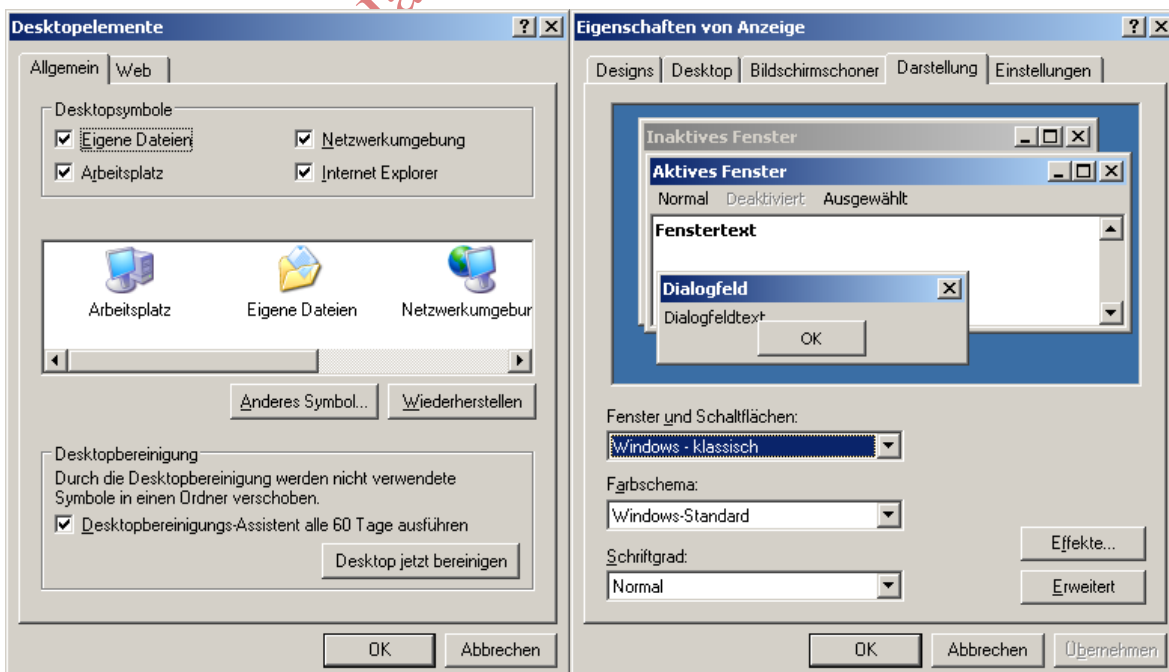 Desktopelemente
Allgemein
Web
Desktopsymbole
Eigene Dateien
Netzwerkumgebung
Arbeitsplatz
Internet Explorer
Arbeitsplatz
Eigene Dateien
Netzwerkumgebur
Anderes Symbol...
Wiederherstellen
Desktopbereinigung
Durch die Desktopbereinigung werden nicht verwendete
Symbole in einen Ordner verschoben.
Desktopbereinigungs-Assistent alle 60 Tage ausführen
Desktop jetzt bereinigen
OK
Abbrechen
Eigenschaften von Anzeige
Designs
Desktop
Bildschirmschoner
Darstellung
Einstellungen
Inaktives Fenster
Aktives Fenster
Normal
Deaktiviert
Ausgewählt
Fenstertext
Dialogfeld
Dialogfeldtext
OK
Fenster und Schaltflächen:
Windows - klassisch
Farbschema:
Windows-Standard
Schriftgrad:
Normal
Effekte...
Erweitert
OK
Abbrechen
Übernehmen